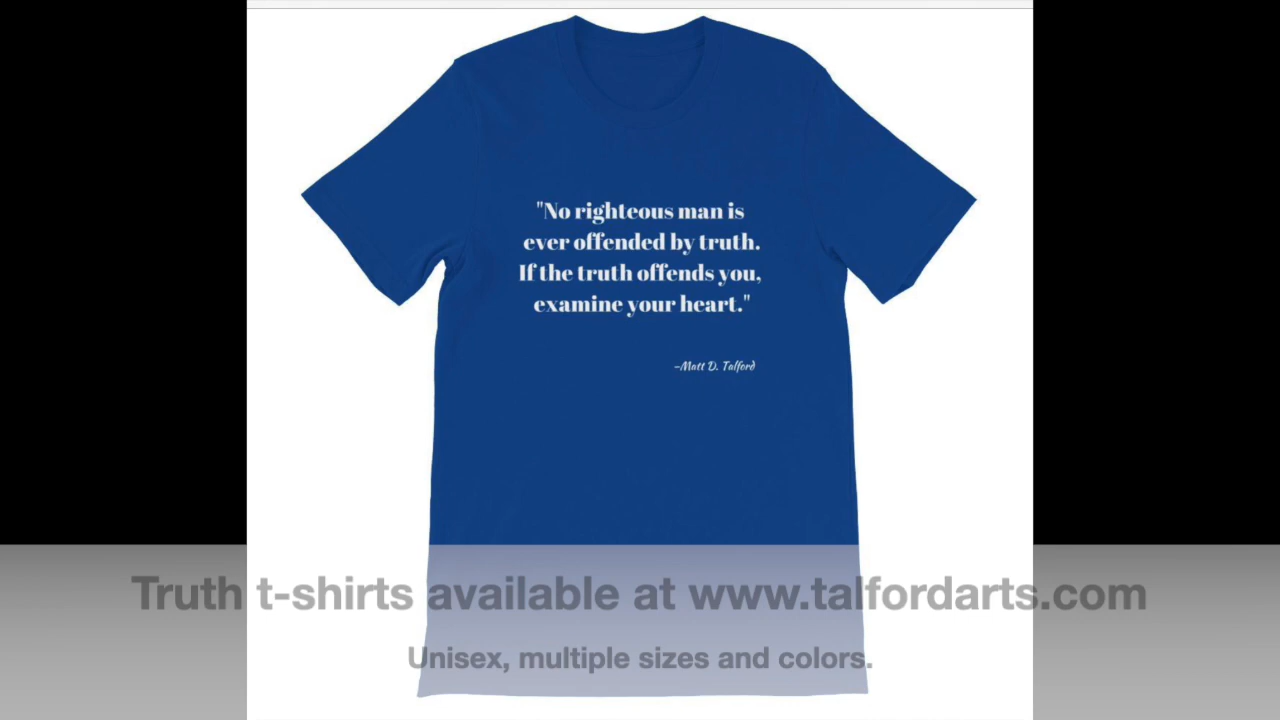 "No righteous man is
ever offended by truth.
If the truth offends you,
examine your heart."
–Matt D. Talford
Truth t-shirts available at www.talfordarts.com
Unisex, multiple sizes and colors.